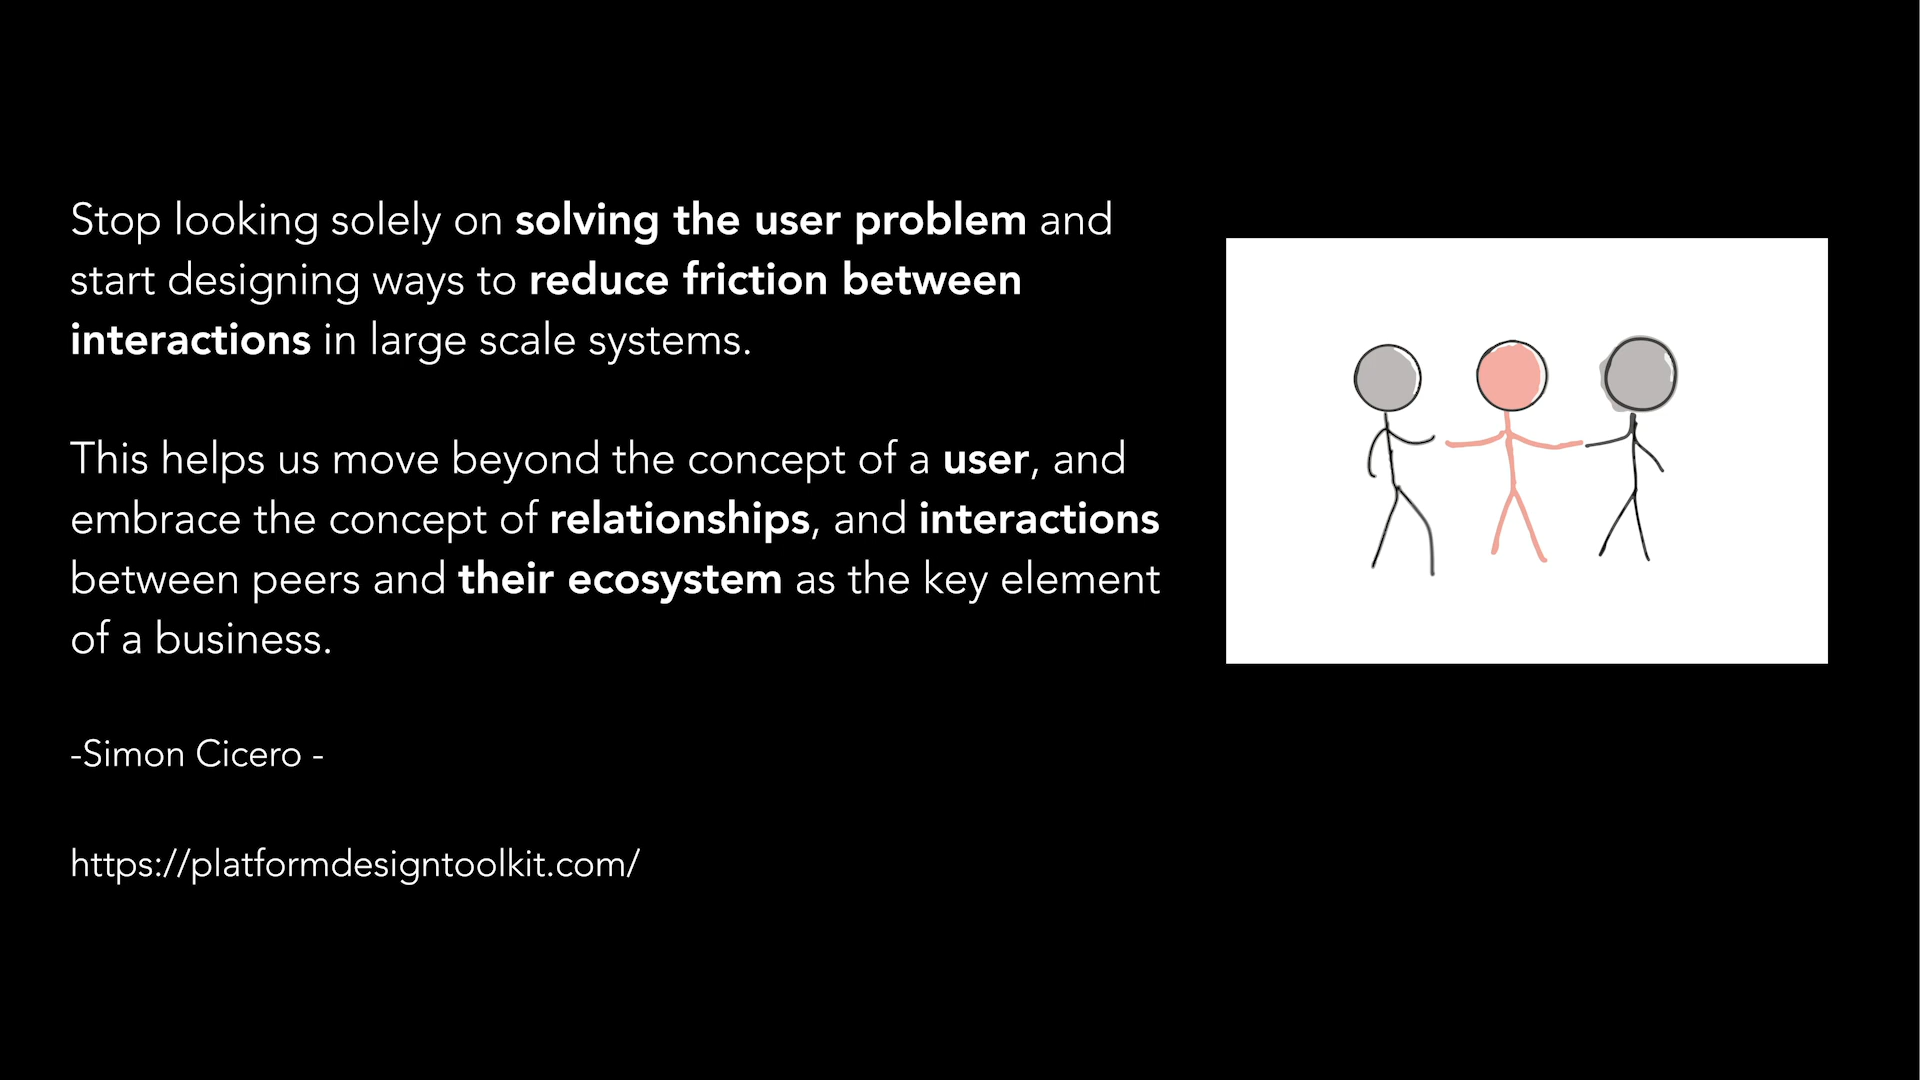 Stop looking solely on solving the user problem and
start designing ways to reduce friction between
interactions in large scale systems.
This helps us move beyond the concept of a user, and
embrace the concept of relationships, and interactions
between peers and their ecosystem as the key element
of a business.
-Simon Cicero -
https://platformdesigntoolkit.com/